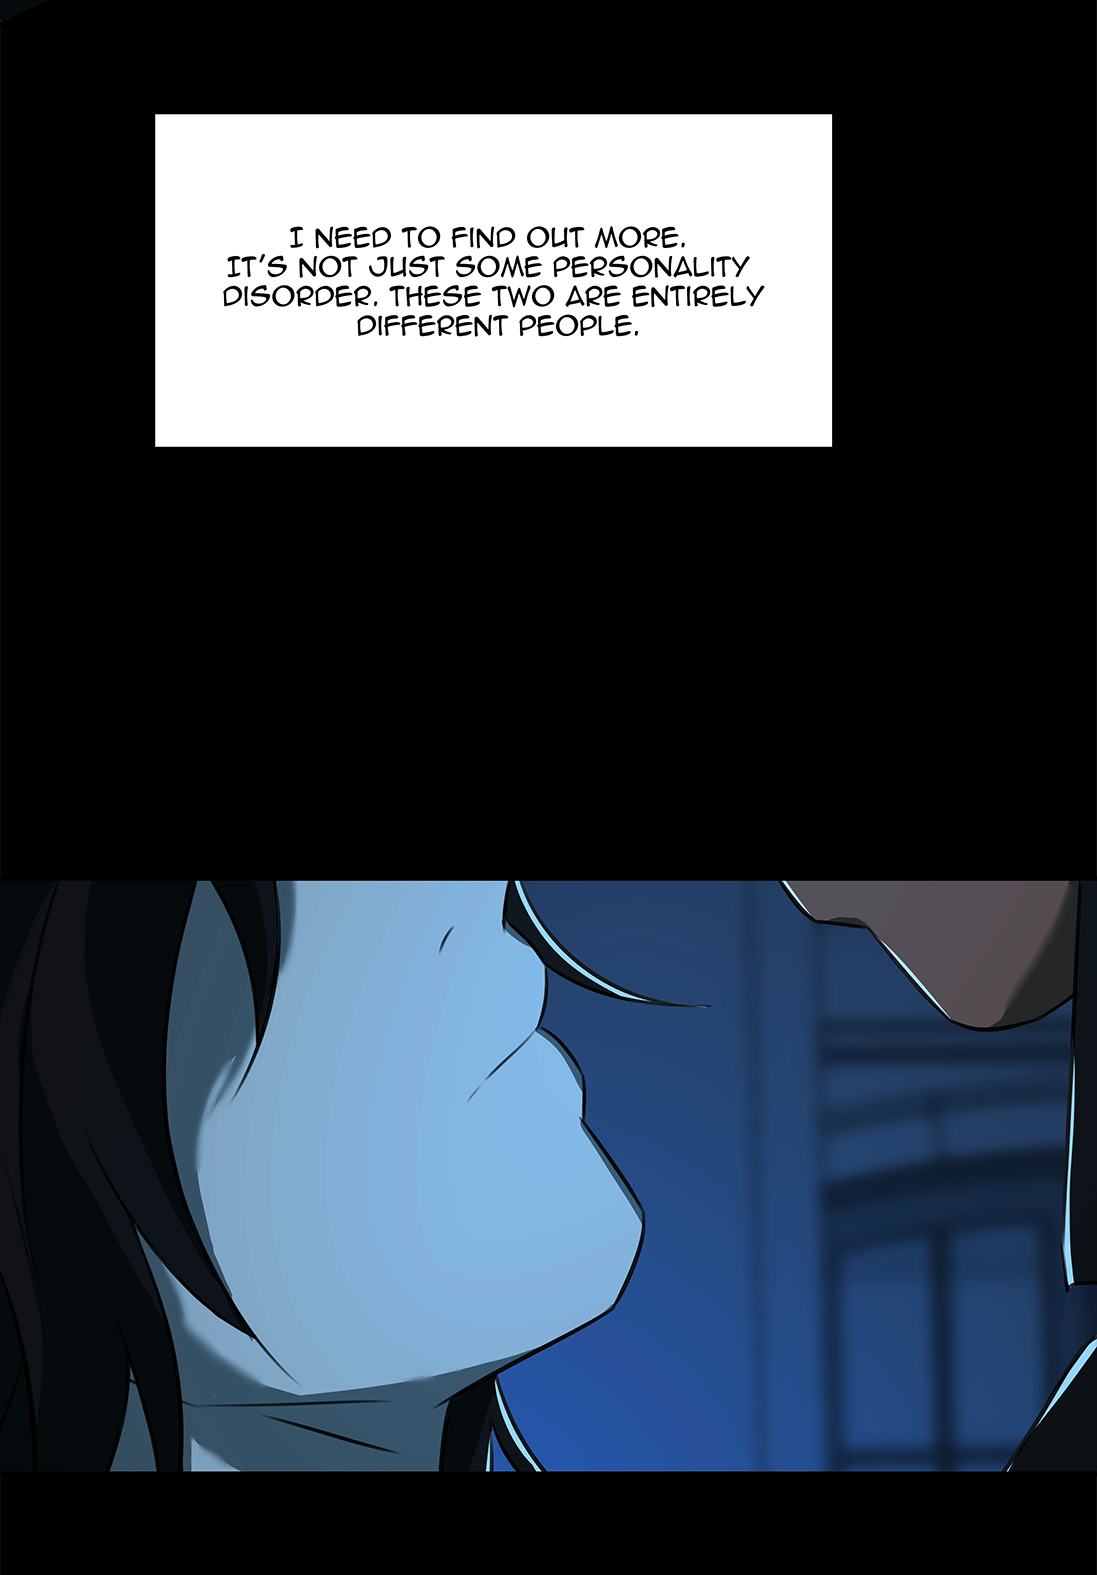 I NEED TO FIND OUT MORE.
IT'S NOT JUST SOME PERSONALITY
DISORDER. THESE TWO ARE ENTIRELY
DIFFERENT PEOPLE.